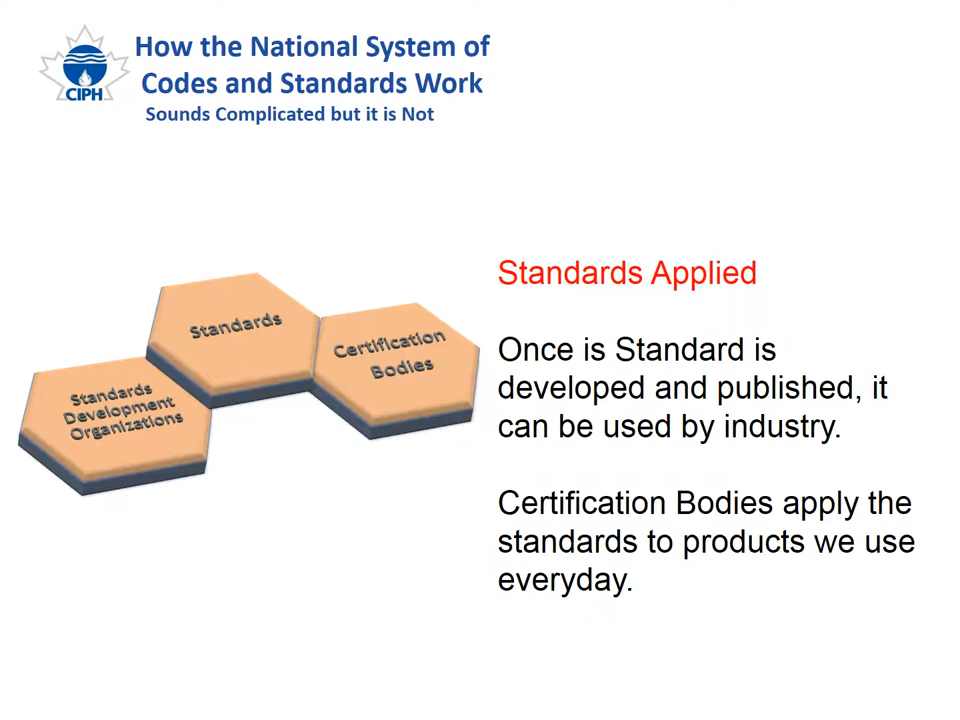 How the National System of
Codes and Standards Work
Sounds Complicated but it is Not
CIPH
Standards
Certification
Bodies
Standards
Development
Organizations
Standards Applied
Once is Standard is
developed and published, it
can be used by industry.
Certification Bodies apply the
standards to products we use
everyday.